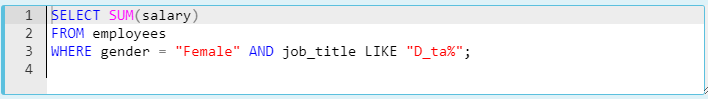 1 SELECT SUM(salary)
2 FROM employees
3 WHERE gender = "Female" AND job_title LIKE "D_ta%";
4